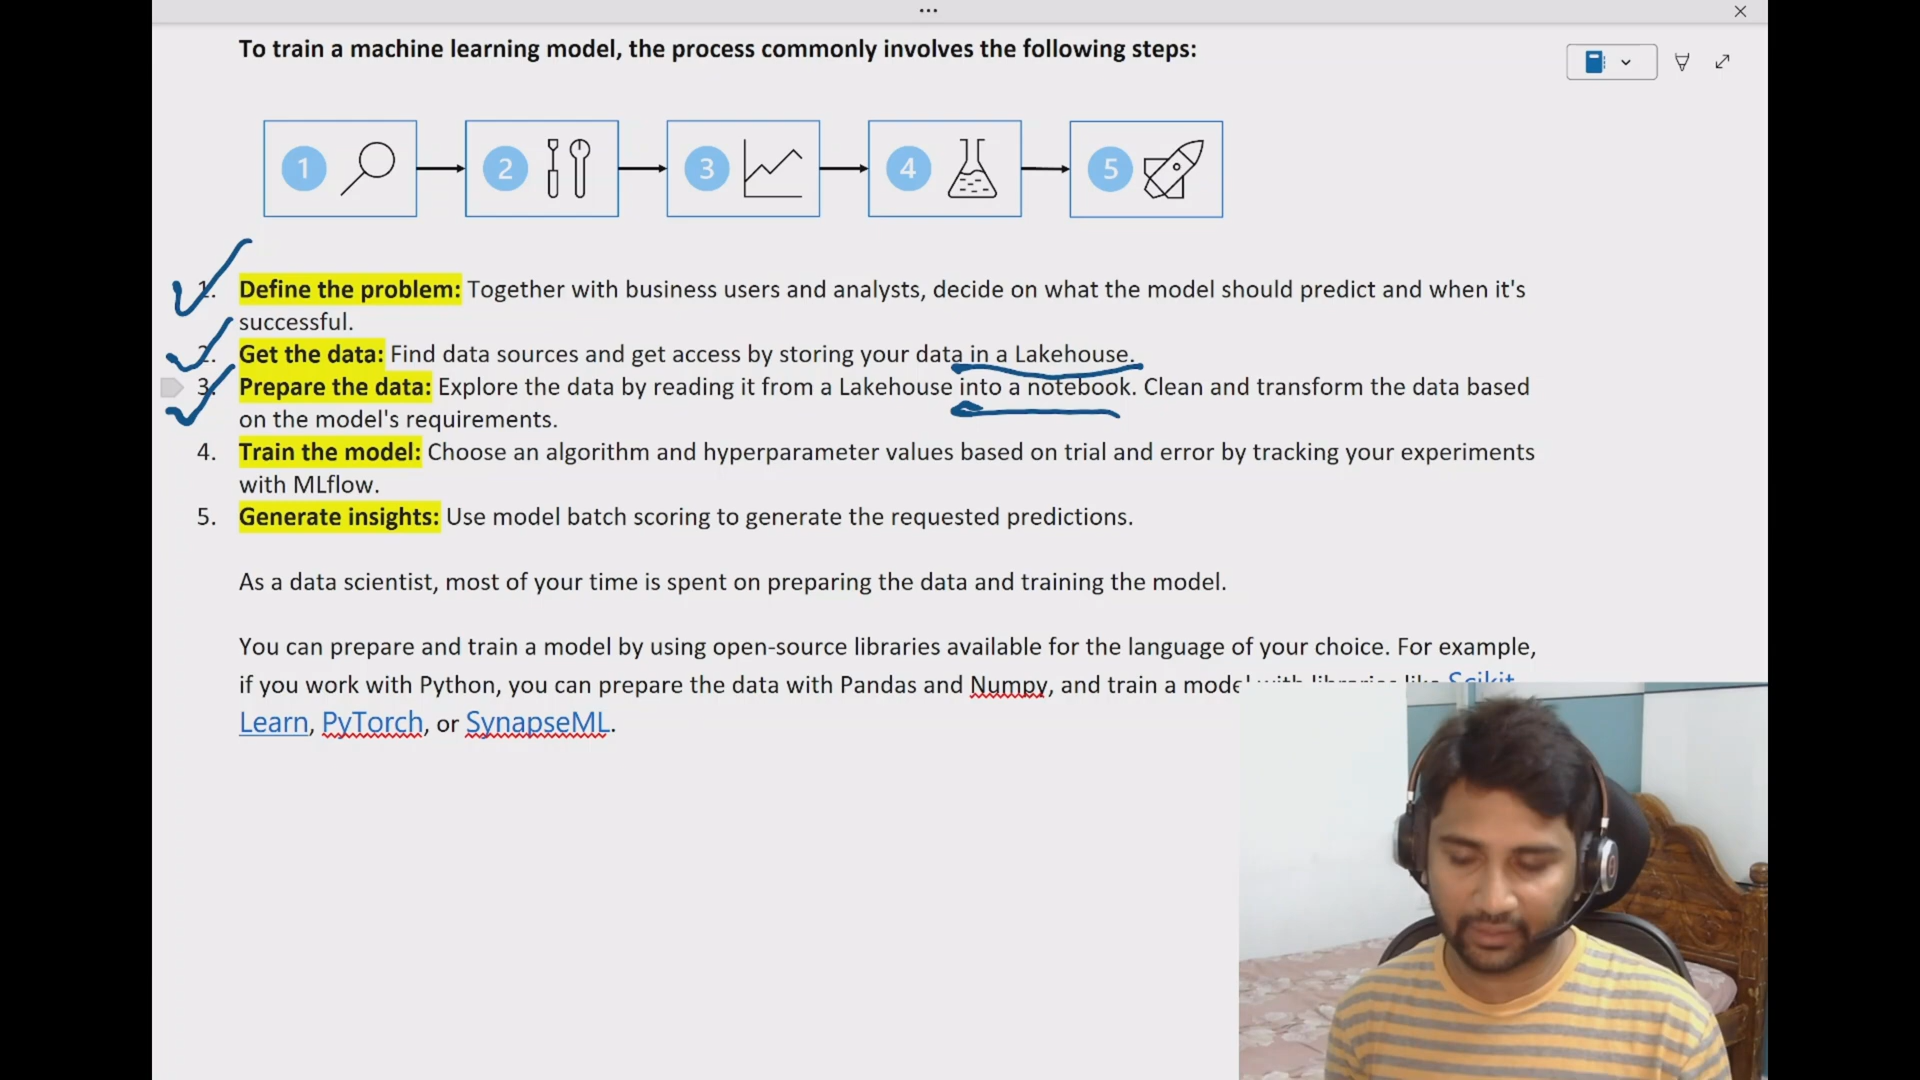 To train a machine learning model, the process commonly involves the following steps:
1 2 3 4 5
1. Define the problem: Together with business users and analysts, decide on what the model should predict and when it's
successful.
2. Get the data: Find data sources and get access by storing your data in a Lakehouse.
3. Prepare the data: Explore the data by reading it from a Lakehouse into a notebook. Clean and transform the data based
on the model's requirements.
4. Train the model: Choose an algorithm and hyperparameter values based on trial and error by tracking your experiments
with MLflow.
5. Generate insights: Use model batch scoring to generate the requested predictions.
As a data scientist, most of your time is spent on preparing the data and training the model.
You can prepare and train a model by using open-source libraries available for the language of your choice. For example,
if you work with Python, you can prepare the data with Pandas and Numpy, and train a model with libraries like Scikit
Learn, PyTorch, or SynapseML.